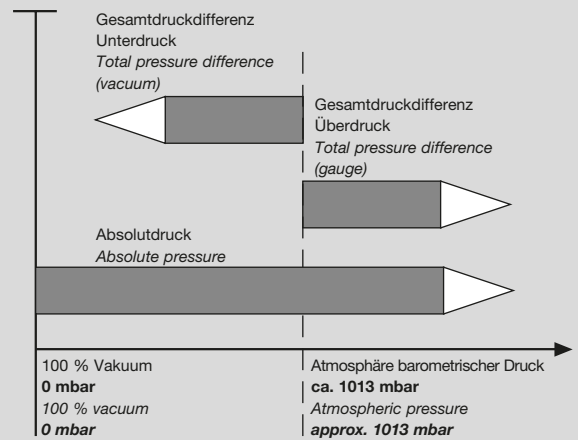 Gesamtdruckdifferenz
Unterdruck
Total pressure difference
(vacuum)
Gesamtdruckdifferenz
Überdruck
Total pressure difference
(gauge)
Absolutdruck
Absolute pressure
100 % Vakuum
0 mbar
100 % vacuum
0 mbar
Atmosphäre barometrischer Druck
ca. 1013 mbar
Atmospheric pressure
approx. 1013 mbar